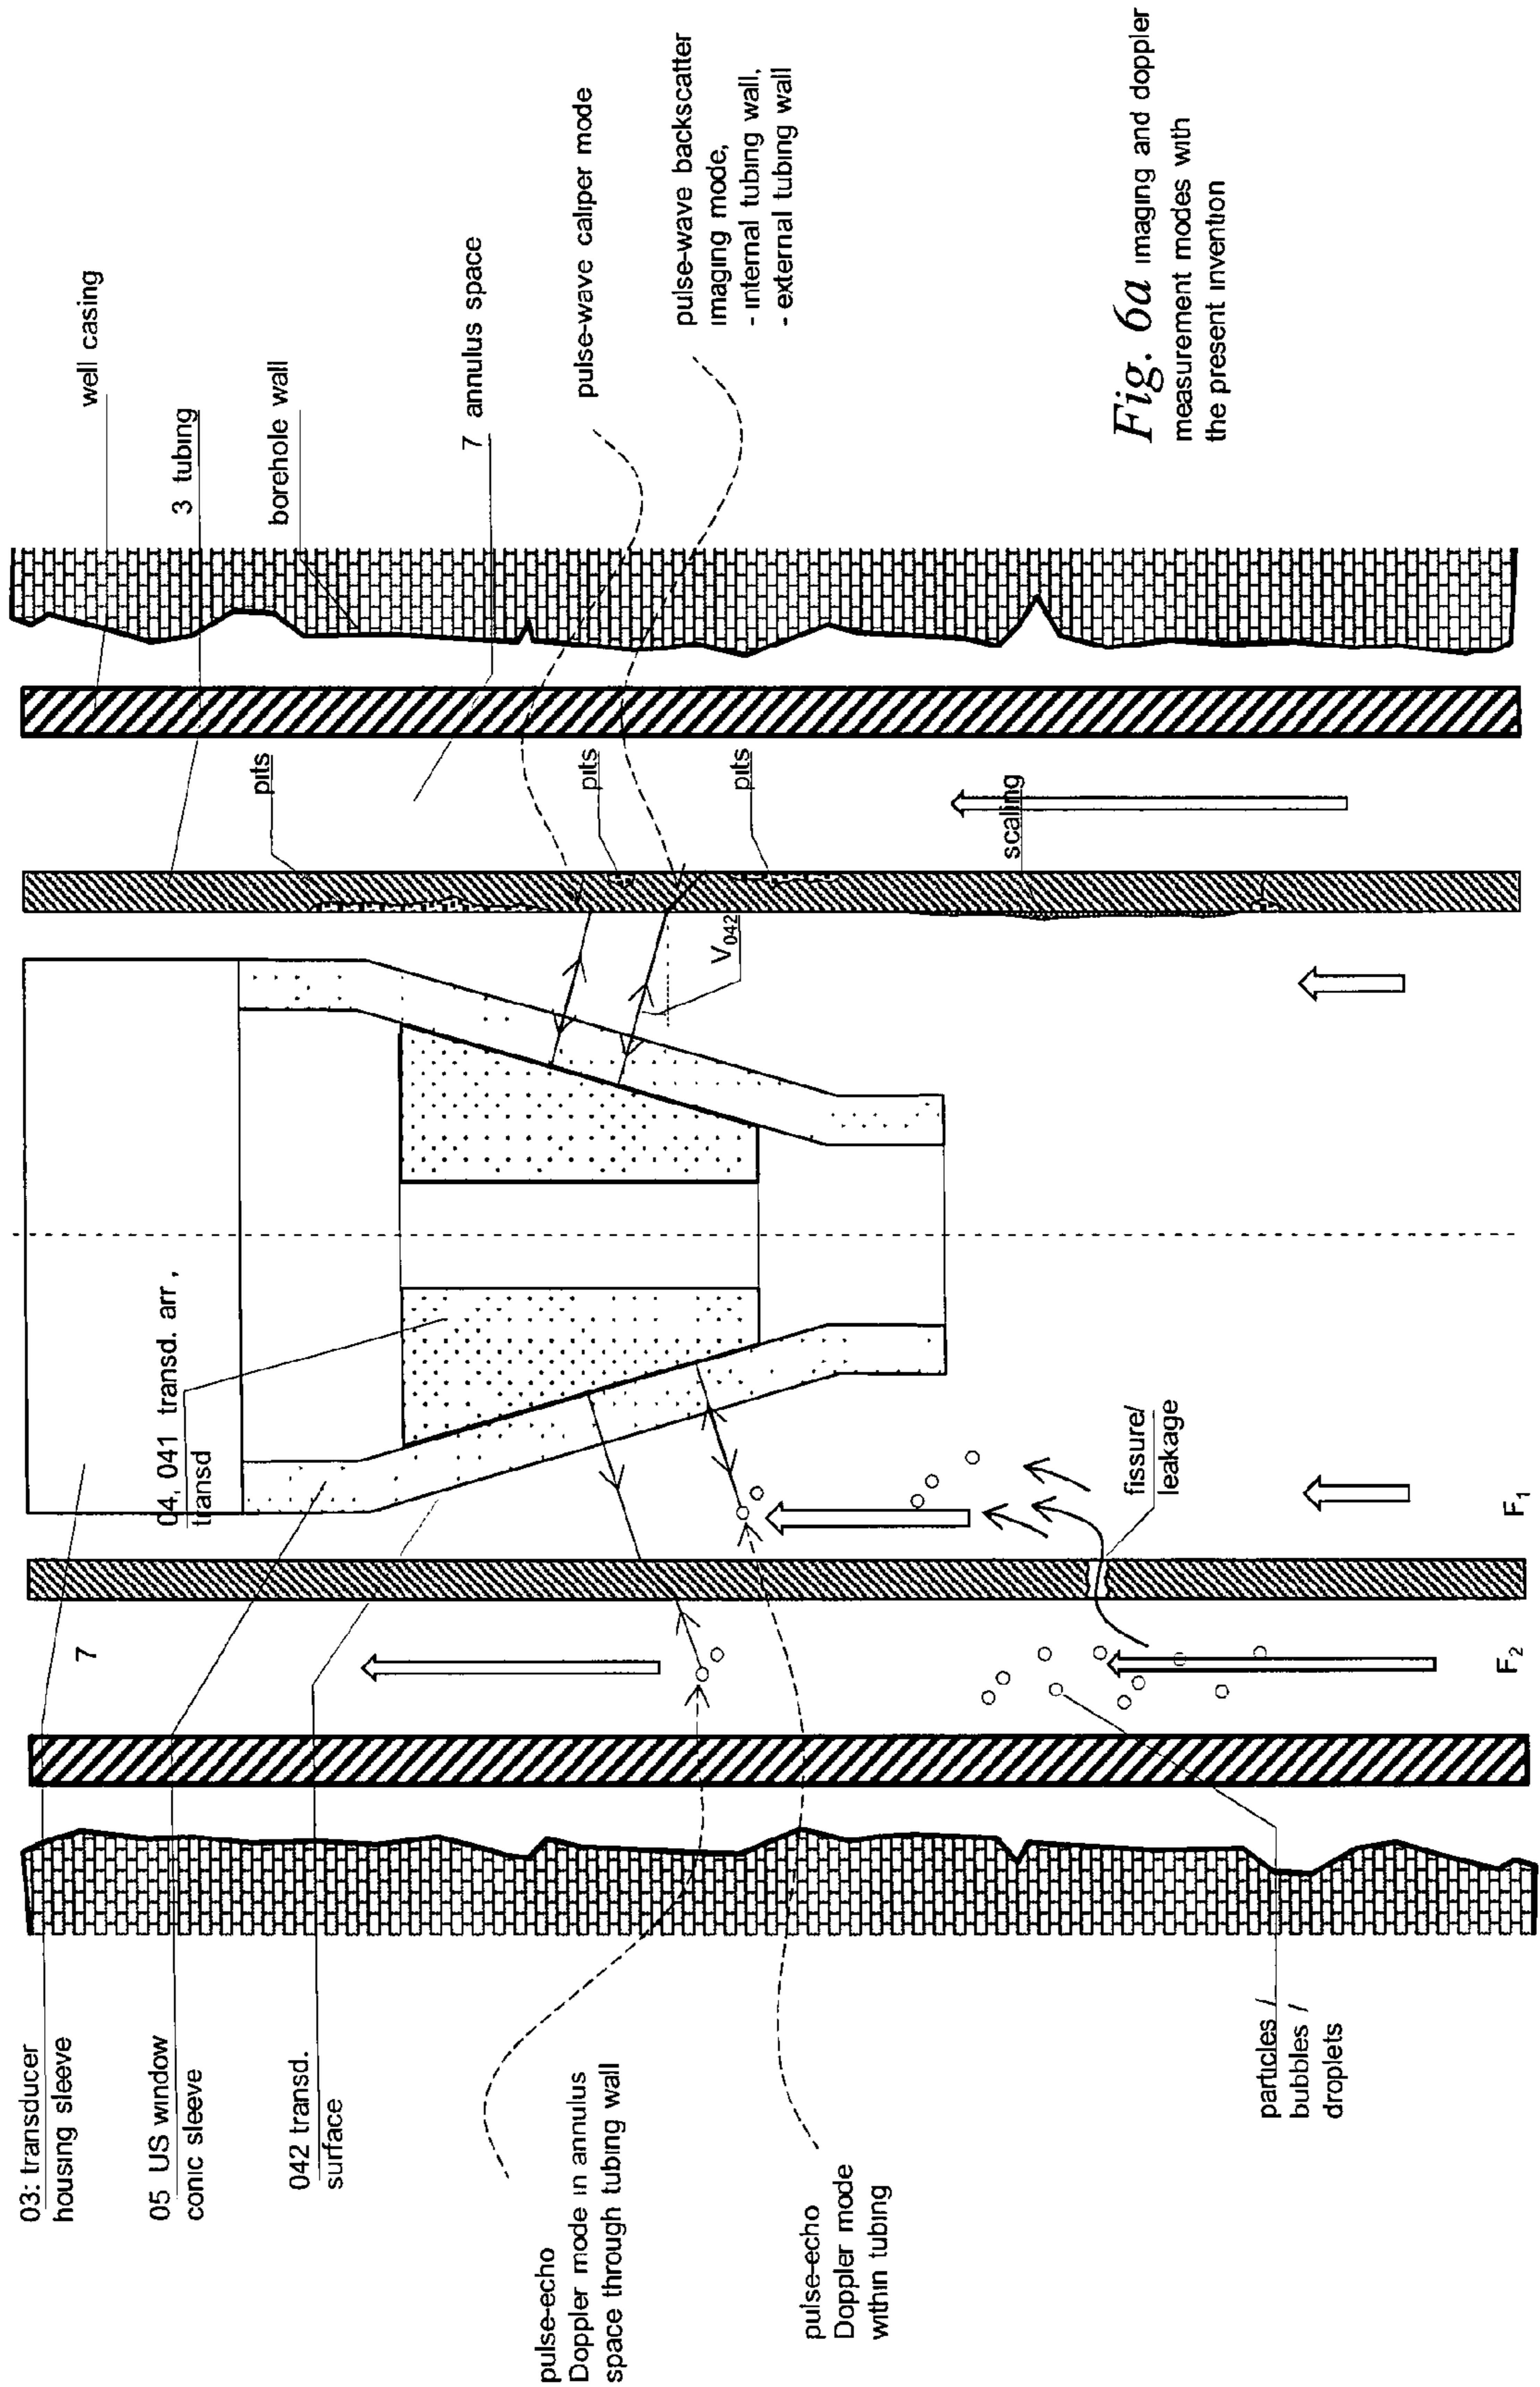 03: transducer
housing sleeve
05 US window
conic sleeve
042 transd.
surface
pulse-echo
Doppler mode in annulus
space through tubing wall
pulse-echo
Doppler mode
within tubing
particles /
bubbles /
droplets
7
04, 041 transd. arr,
transd
fissure/
leakage
F2
F1
V042
pits
pits
pits
scaling
well casing
3 tubing
borehole wall
7 annulus space
pulse-wave caliper mode
pulse-wave backscatter
imaging mode,
- internal tubing wall,
- external tubing wall
Fig. 6a imaging and doppler
measurement modes with
the present invention